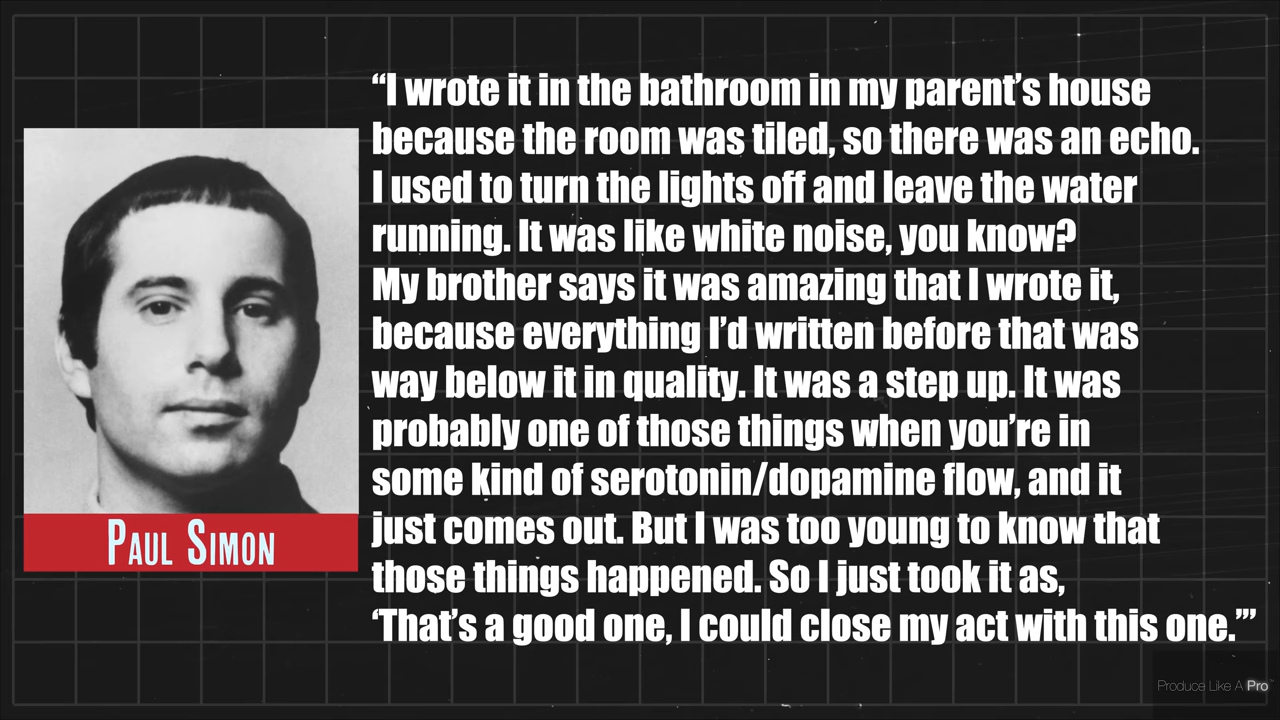 “I wrote it in the bathroom in my parent’s house
because the room was tiled, so there was an echo.
I used to turn the lights off and leave the water
running. It was like white noise, you know?
My brother says it was amazing that I wrote it,
because everything I’d written before that was
way below it in quality. It was a step up. It was
probably one of those things when you’re in
some kind of serotonin/dopamine flow, and it
just comes out. But I was too young to know that
those things happened. So I just took it as,
‘That’s a good one, I could close my act with this one.’”
Paul Simon
Produce Like A Pro